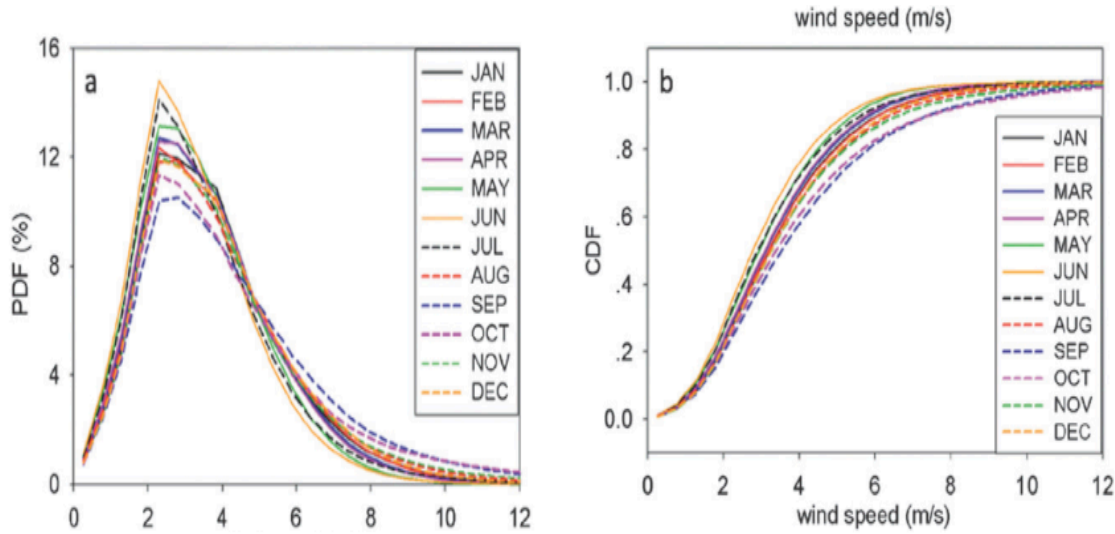 wind speed (m/s)
16
12
8
4
0
PDF (%)
a
JAN
FEB
MAR
APR
MAY
JUN
JUL
AUG
SEP
OCT
NOV
DEC
0 2 4 6 8 10 12
1.0
.8
.6
.4
.2
0.0
CDF
b
JAN
FEB
MAR
APR
MAY
JUN
JUL
AUG
SEP
OCT
NOV
DEC
0 2 4 6 8 10 12
wind speed (m/s)